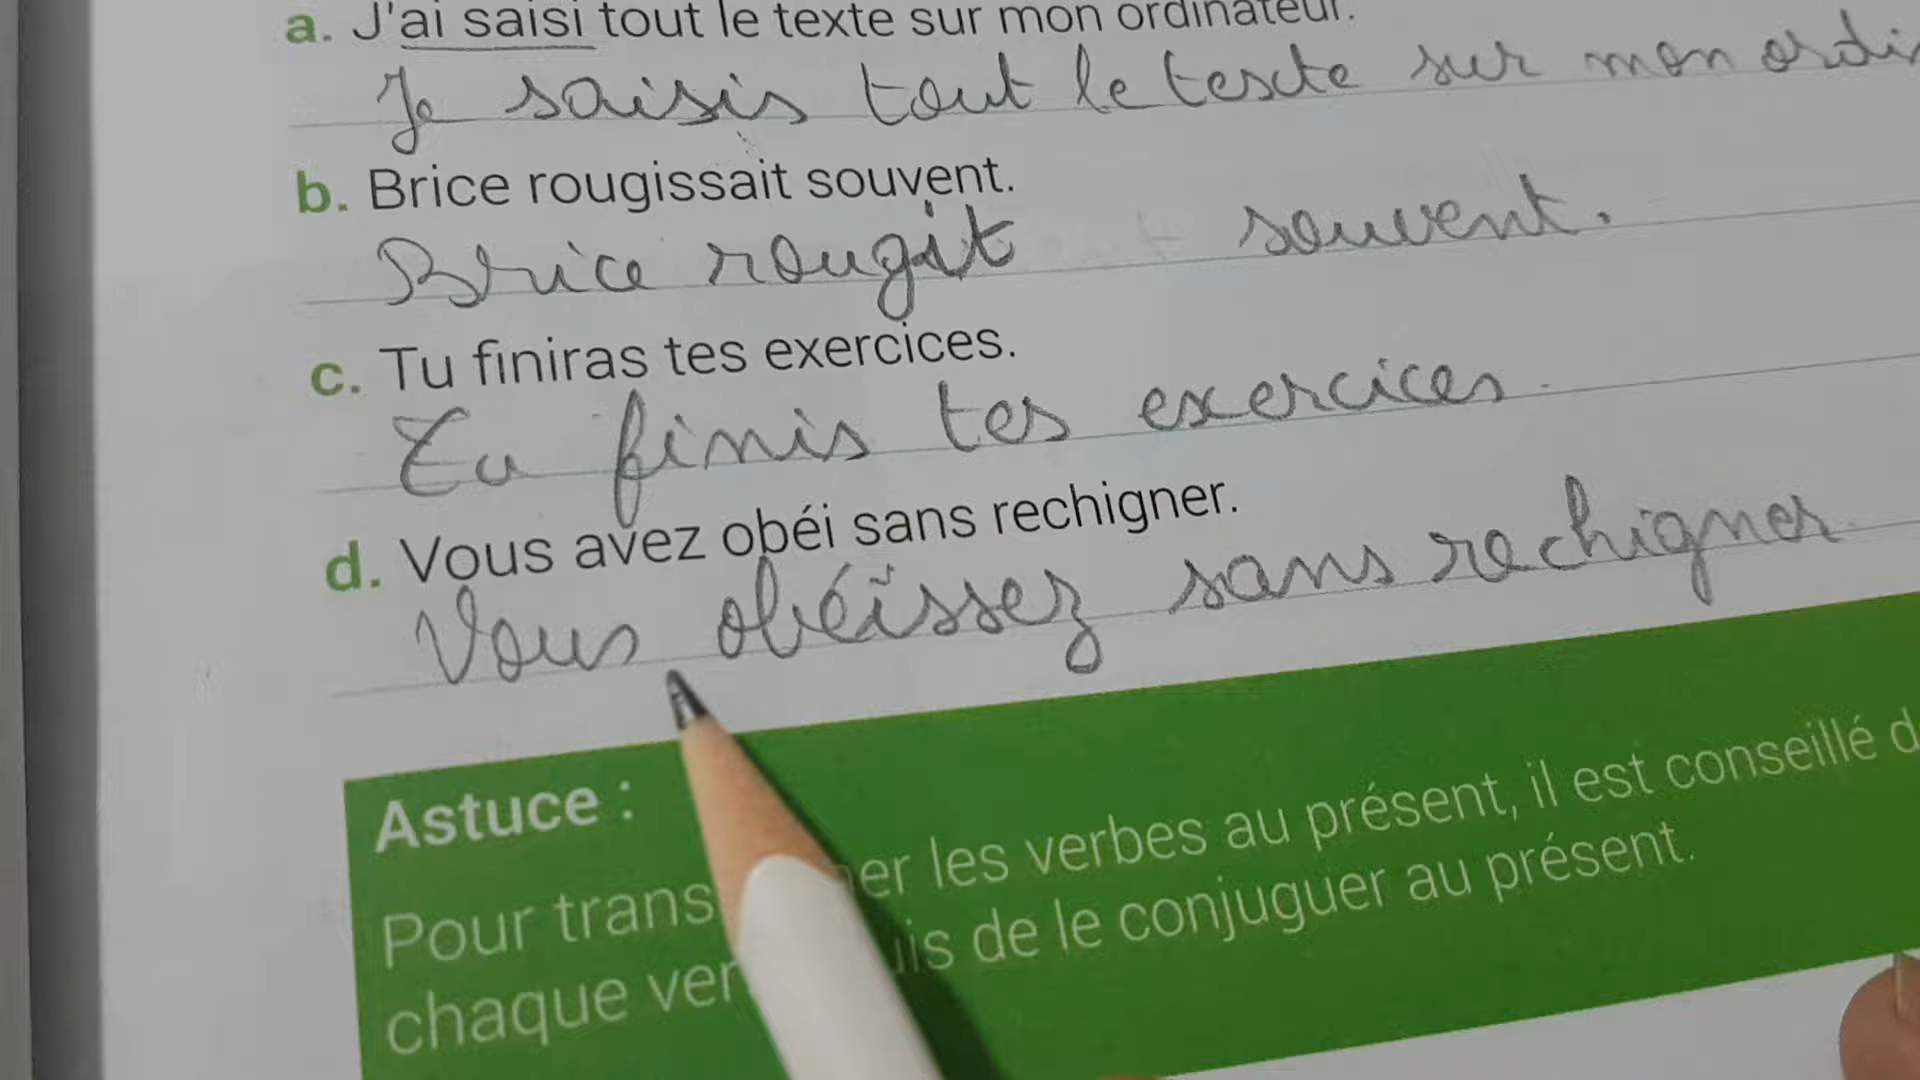 a. J'ai saisi tout le texte sur mon ordinateur.
Je saisis tout le texte sur mon ordin
b. Brice rougissait souvent.
Brice rougit souvent.
c. Tu finiras tes exercices.
Tu finis tes exercices.
d. Vous avez obéi sans rechigner.
Vous obéissez sans rechigner
Astuce :
Pour trans er les verbes au présent, il est conseillé d
chaque ver is de le conjuguer au présent.